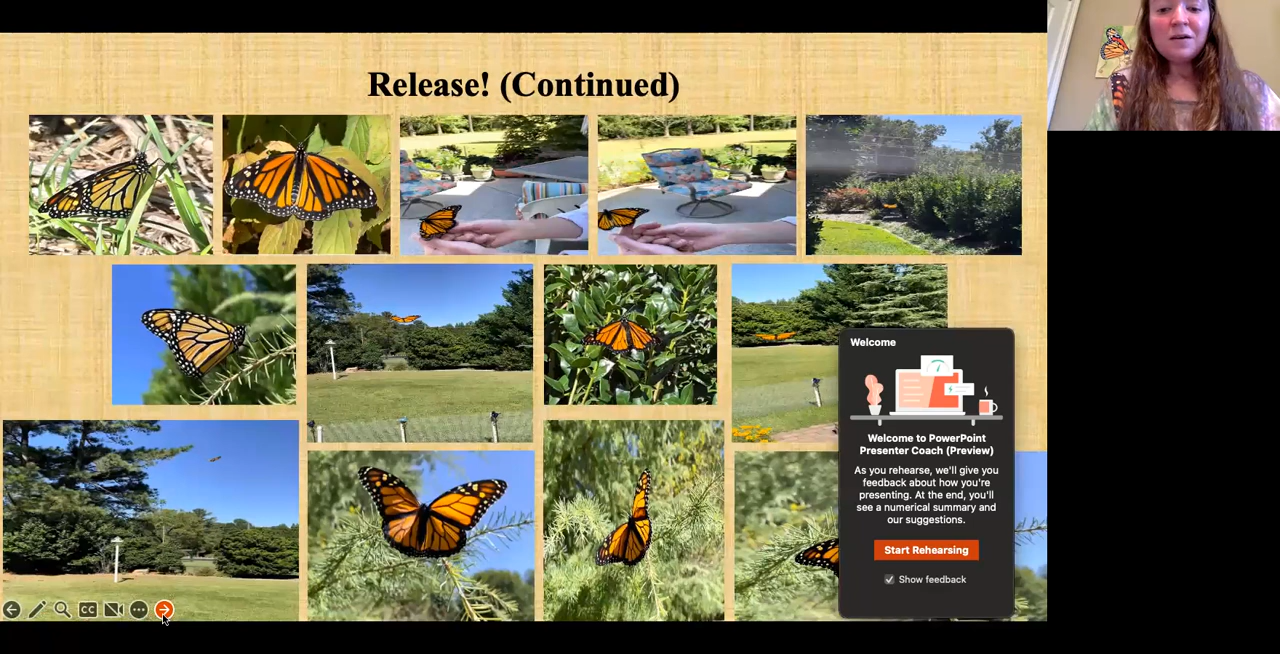 Release! (Continued)
Welcome
Welcome to PowerPoint
Presenter Coach (Preview)
As you rehearse, we'll give you
feedback about how you're
presenting. At the end, you'll
see a numerical summary and
our suggestions.
Start Rehearsing
Show feedback
CC